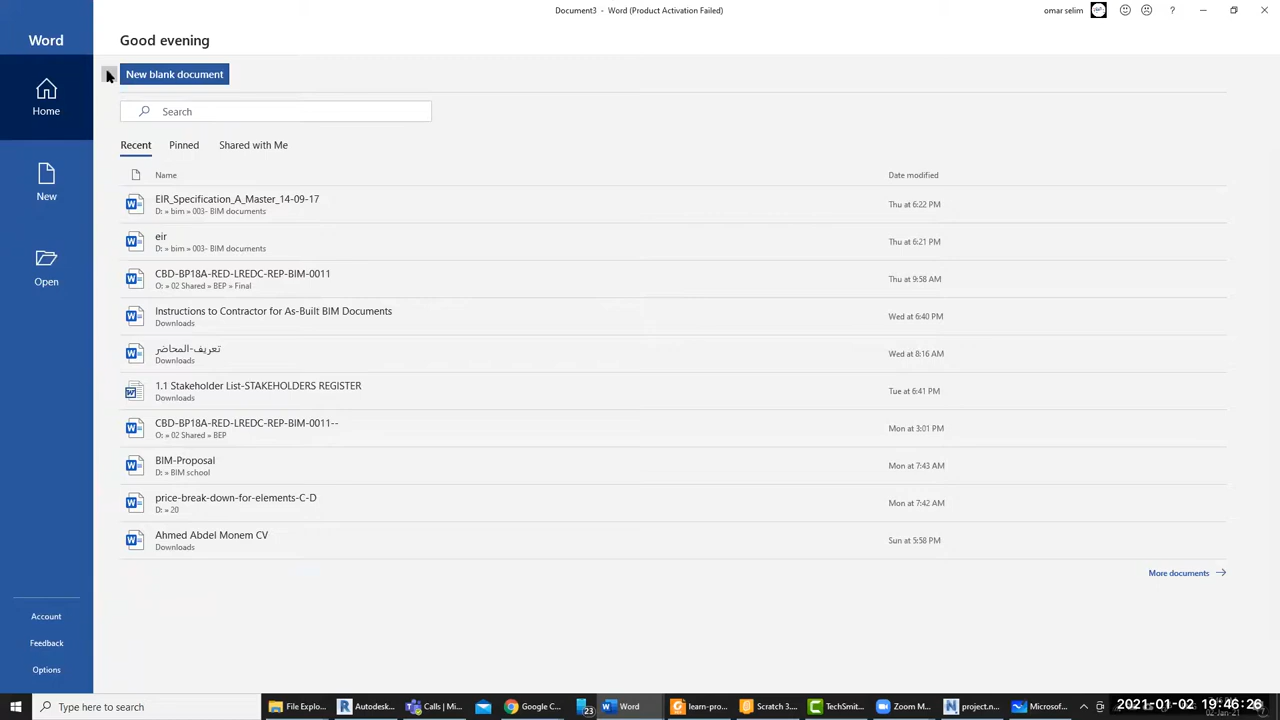 Document3 - Word (Product Activation Failed)
omar selim
Word
Good evening
New blank document
Home
Search
Recent Pinned Shared with Me
New
Name Date modified
EIR_Specification_A_Master_14-09-17
D: » bim » 003- BIM documents
Thu at 6:22 PM
eir
D: » bim » 003- BIM documents
Thu at 6:21 PM
Open
CBD-BP18A-RED-LREDC-REP-BIM-0011
O: » 02 Shared » BEP » Final
Thu at 9:58 AM
Instructions to Contractor for As-Built BIM Documents
Downloads
Wed at 6:40 PM
تعريف-المحاضر
Downloads
Wed at 8:16 AM
1.1 Stakeholder List-STAKEHOLDERS REGISTER
Downloads
Tue at 6:41 PM
CBD-BP18A-RED-LREDC-REP-BIM-0011--
O: » 02 Shared » BEP
Mon at 3:01 PM
BIM-Proposal
D: » BIM school
Mon at 7:43 AM
price-break-down-for-elements-C-D
D: » 20
Mon at 7:42 AM
Ahmed Abdel Monem CV
Downloads
Sun at 5:58 PM
More documents
Account
Feedback
Options
Type here to search
File Explo...
Autodesk...
Calls | Mi...
Google C...
23
Word
learn-pro...
Scratch 3....
TechSmit...
Zoom M...
project.n...
Microsof...
2021-01-02 19:46:26